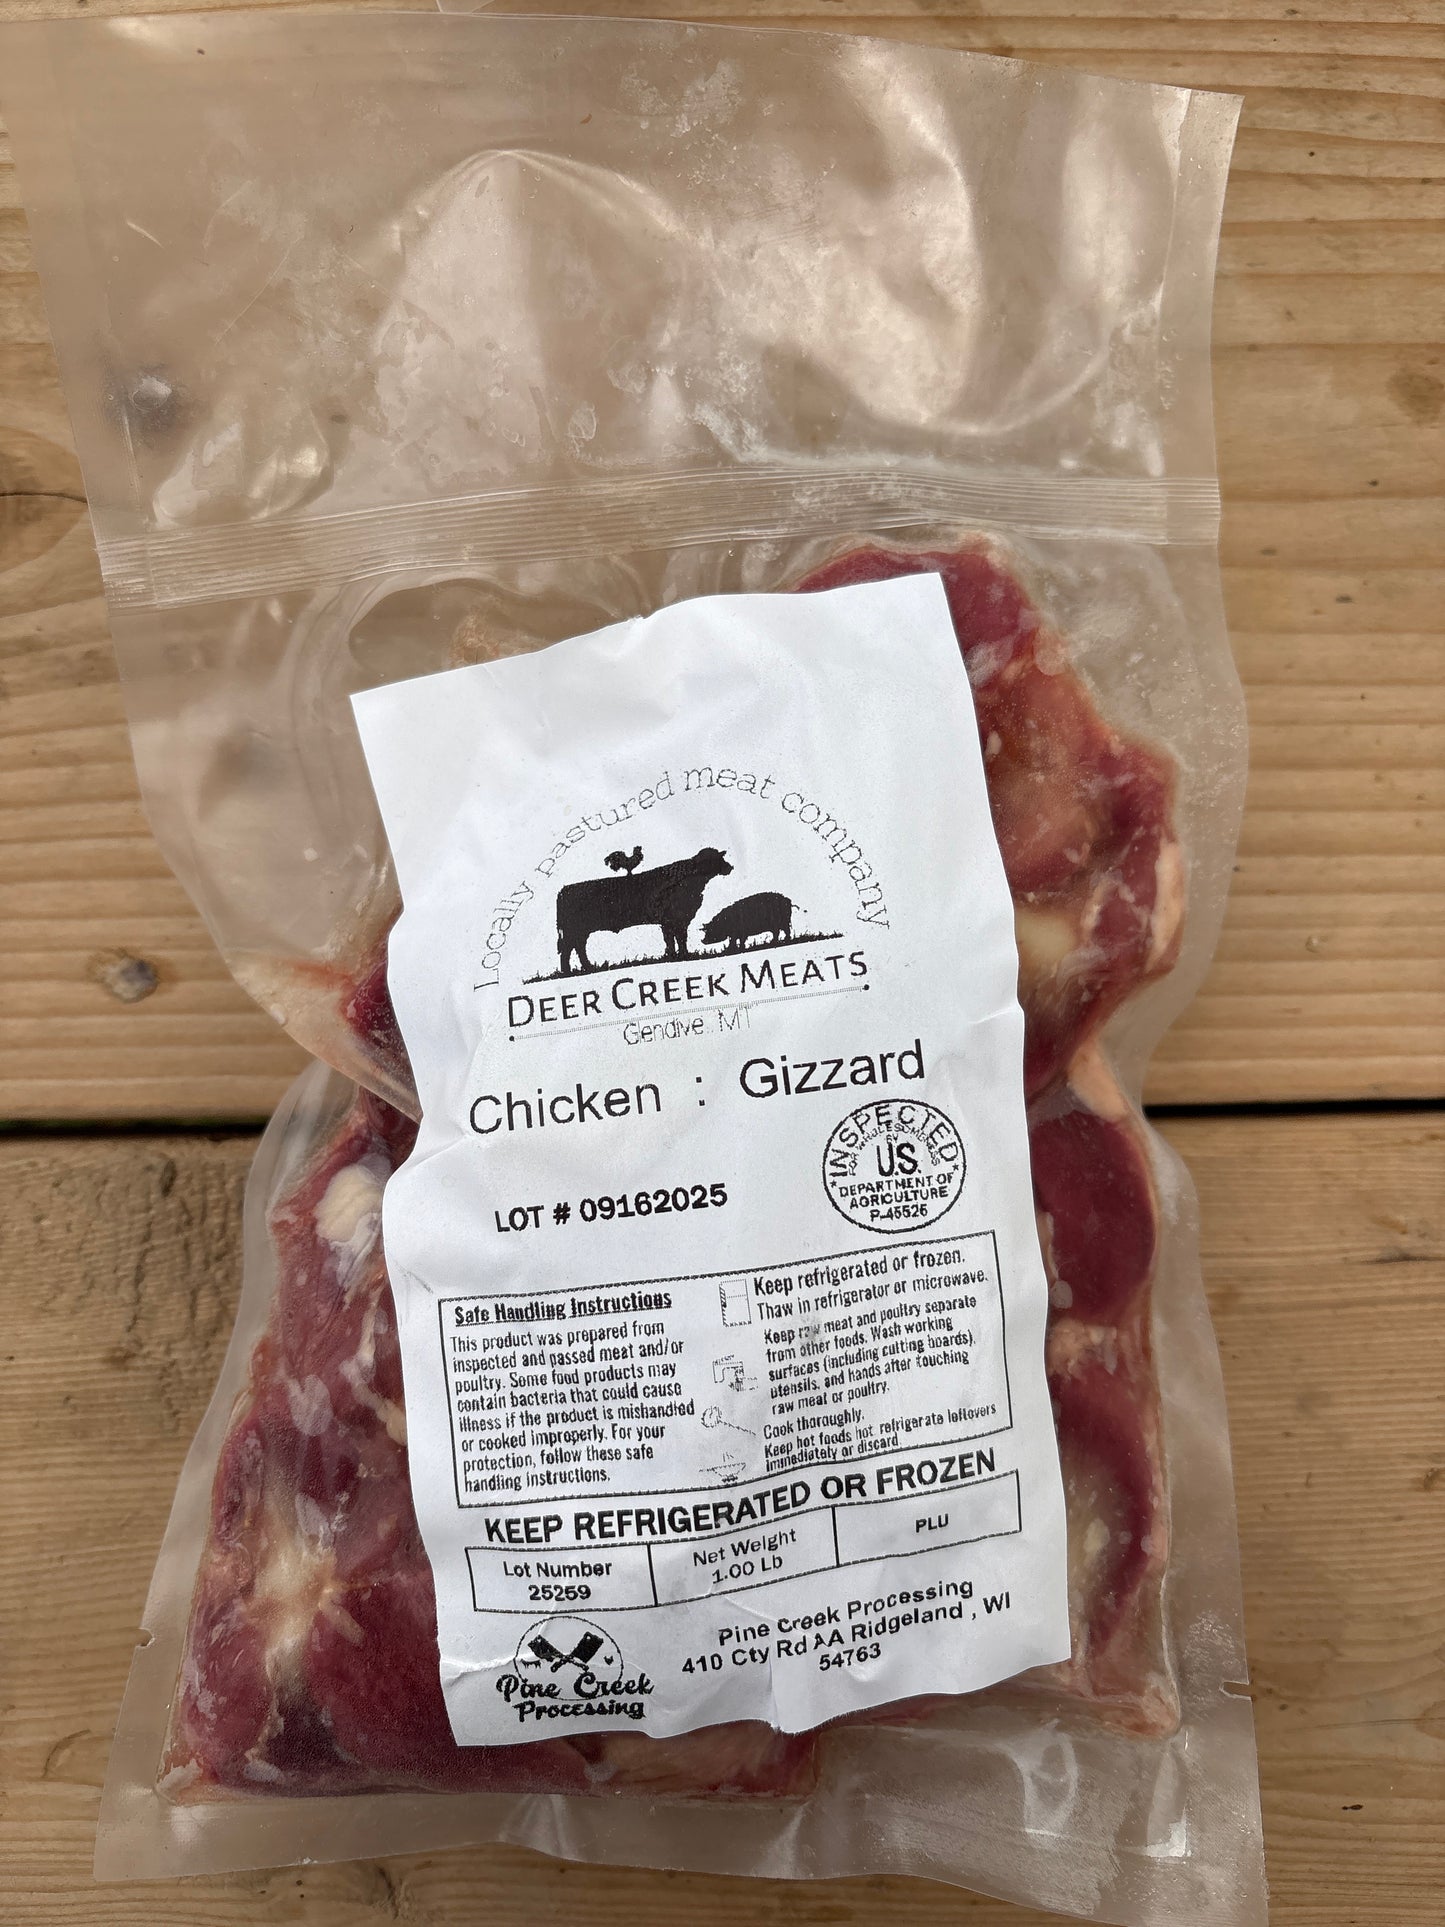 Locally pastured meat company
DEER CREEK MEATS
Glendive, MT
Chicken : Gizzard
LOT # 09162025
INSPECTED
FOR WHOLESOMENESS
BY
U.S.
DEPARTMENT OF
AGRICULTURE
P-45526
Safe Handling Instructions
This product was prepared from
inspected and passed meat and/or
poultry. Some food products may
contain bacteria that could cause
illness if the product is mishandled
or cooked improperly. For your
protection, follow these safe
handling instructions.
Keep refrigerated or frozen.
Thaw in refrigerator or microwave.
Keep raw meat and poultry separate
from other foods. Wash working
surfaces (including cutting boards),
utensils, and hands after touching
raw meat or poultry.
Cook thoroughly.
Keep hot foods hot refrigerate leftovers
immediately or discard
KEEP REFRIGERATED OR FROZEN
Lot Number
25259
Net Weight
1.00 Lb
PLU
Pine Creek
Processing
Pine Creek Processing
410 Cty Rd AA Ridgeland , WI
54763